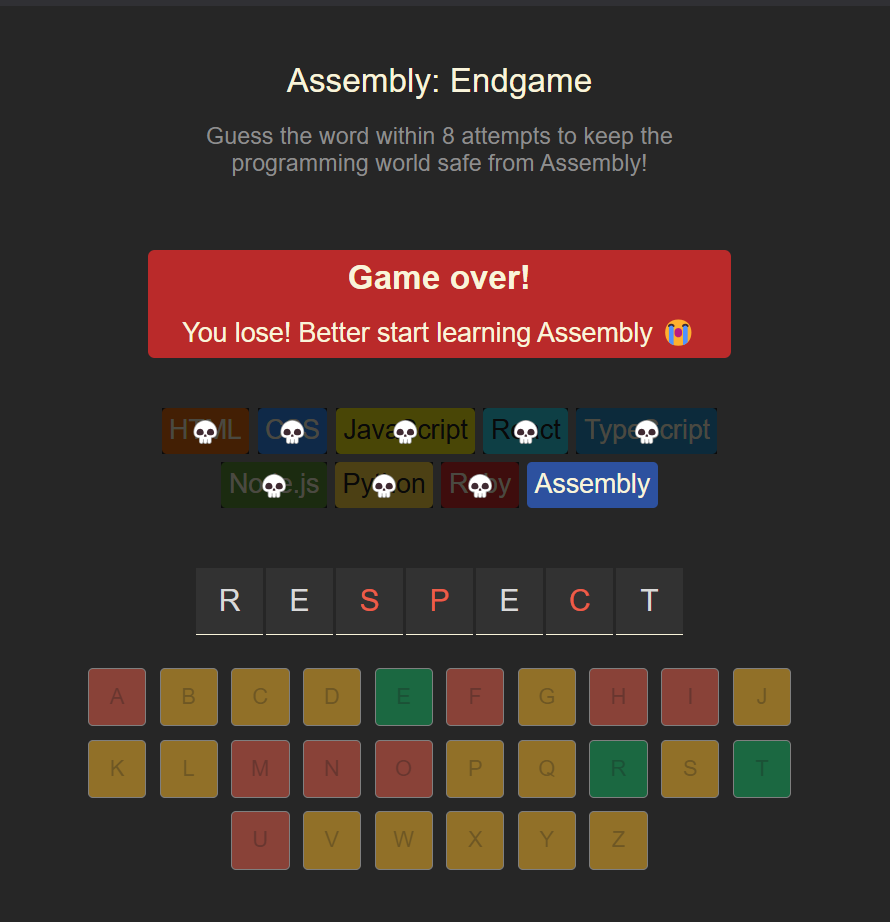 Assembly: Endgame
Guess the word within 8 attempts to keep the
programming world safe from Assembly!
Game over!
You lose! Better start learning Assembly 😭
HTML CSS JavaScript React TypeScript
Node.js Python Ruby Assembly
R E S P E C T
A B C D E F G H I J
K L M N O P Q R S T
U V W X Y Z